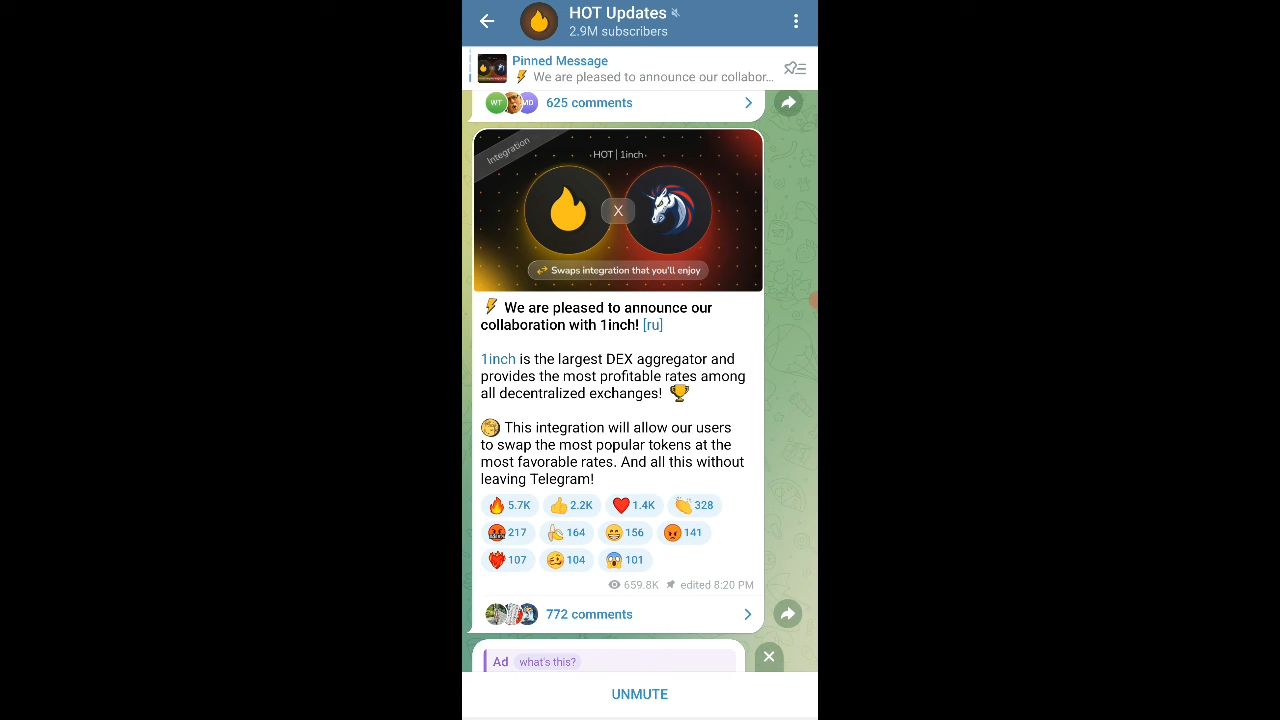 HOT Updates
2.9M subscribers
Pinned Message
⚡ We are pleased to announce our collabor...
WT
MD
625 comments
Integration
HOT | 1inch
X
Swaps integration that you'll enjoy
⚡ We are pleased to announce our
collaboration with 1inch! [ru]
1inch is the largest DEX aggregator and
provides the most profitable rates among
all decentralized exchanges! 🏆
🪙 This integration will allow our users
to swap the most popular tokens at the
most favorable rates. And all this without
leaving Telegram!
🔥 5.7K 👍 2.2K ❤️ 1.4K 👏 328
🤬 217 🍌 164 😁 156 😡 141
❤️‍🔥 107 🥴 104 😱 101
659.8K edited 8:20 PM
772 comments
Ad what's this?
UNMUTE